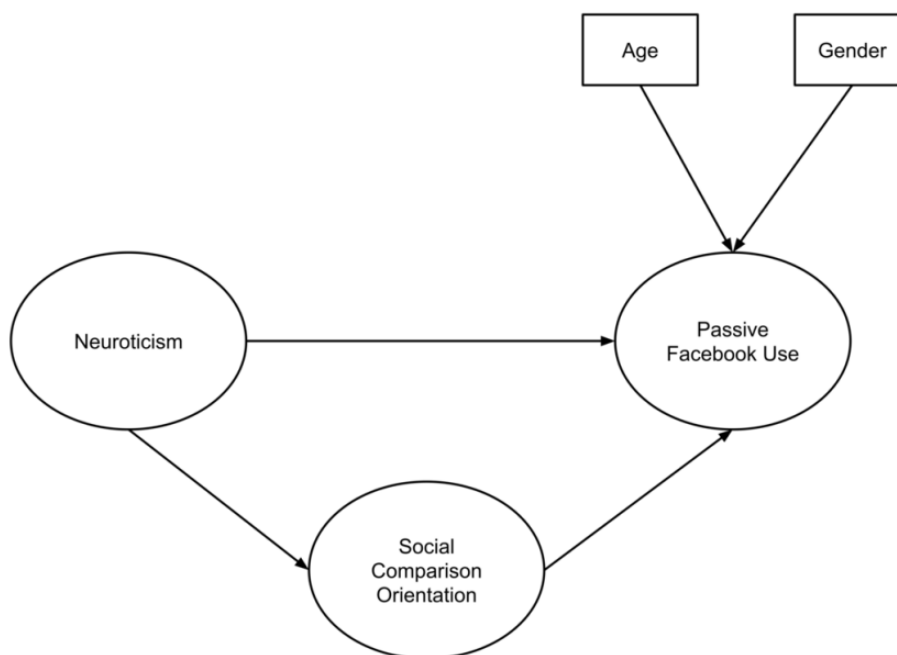 Age
Gender
Neuroticism
Passive
Facebook Use
Social
Comparison
Orientation